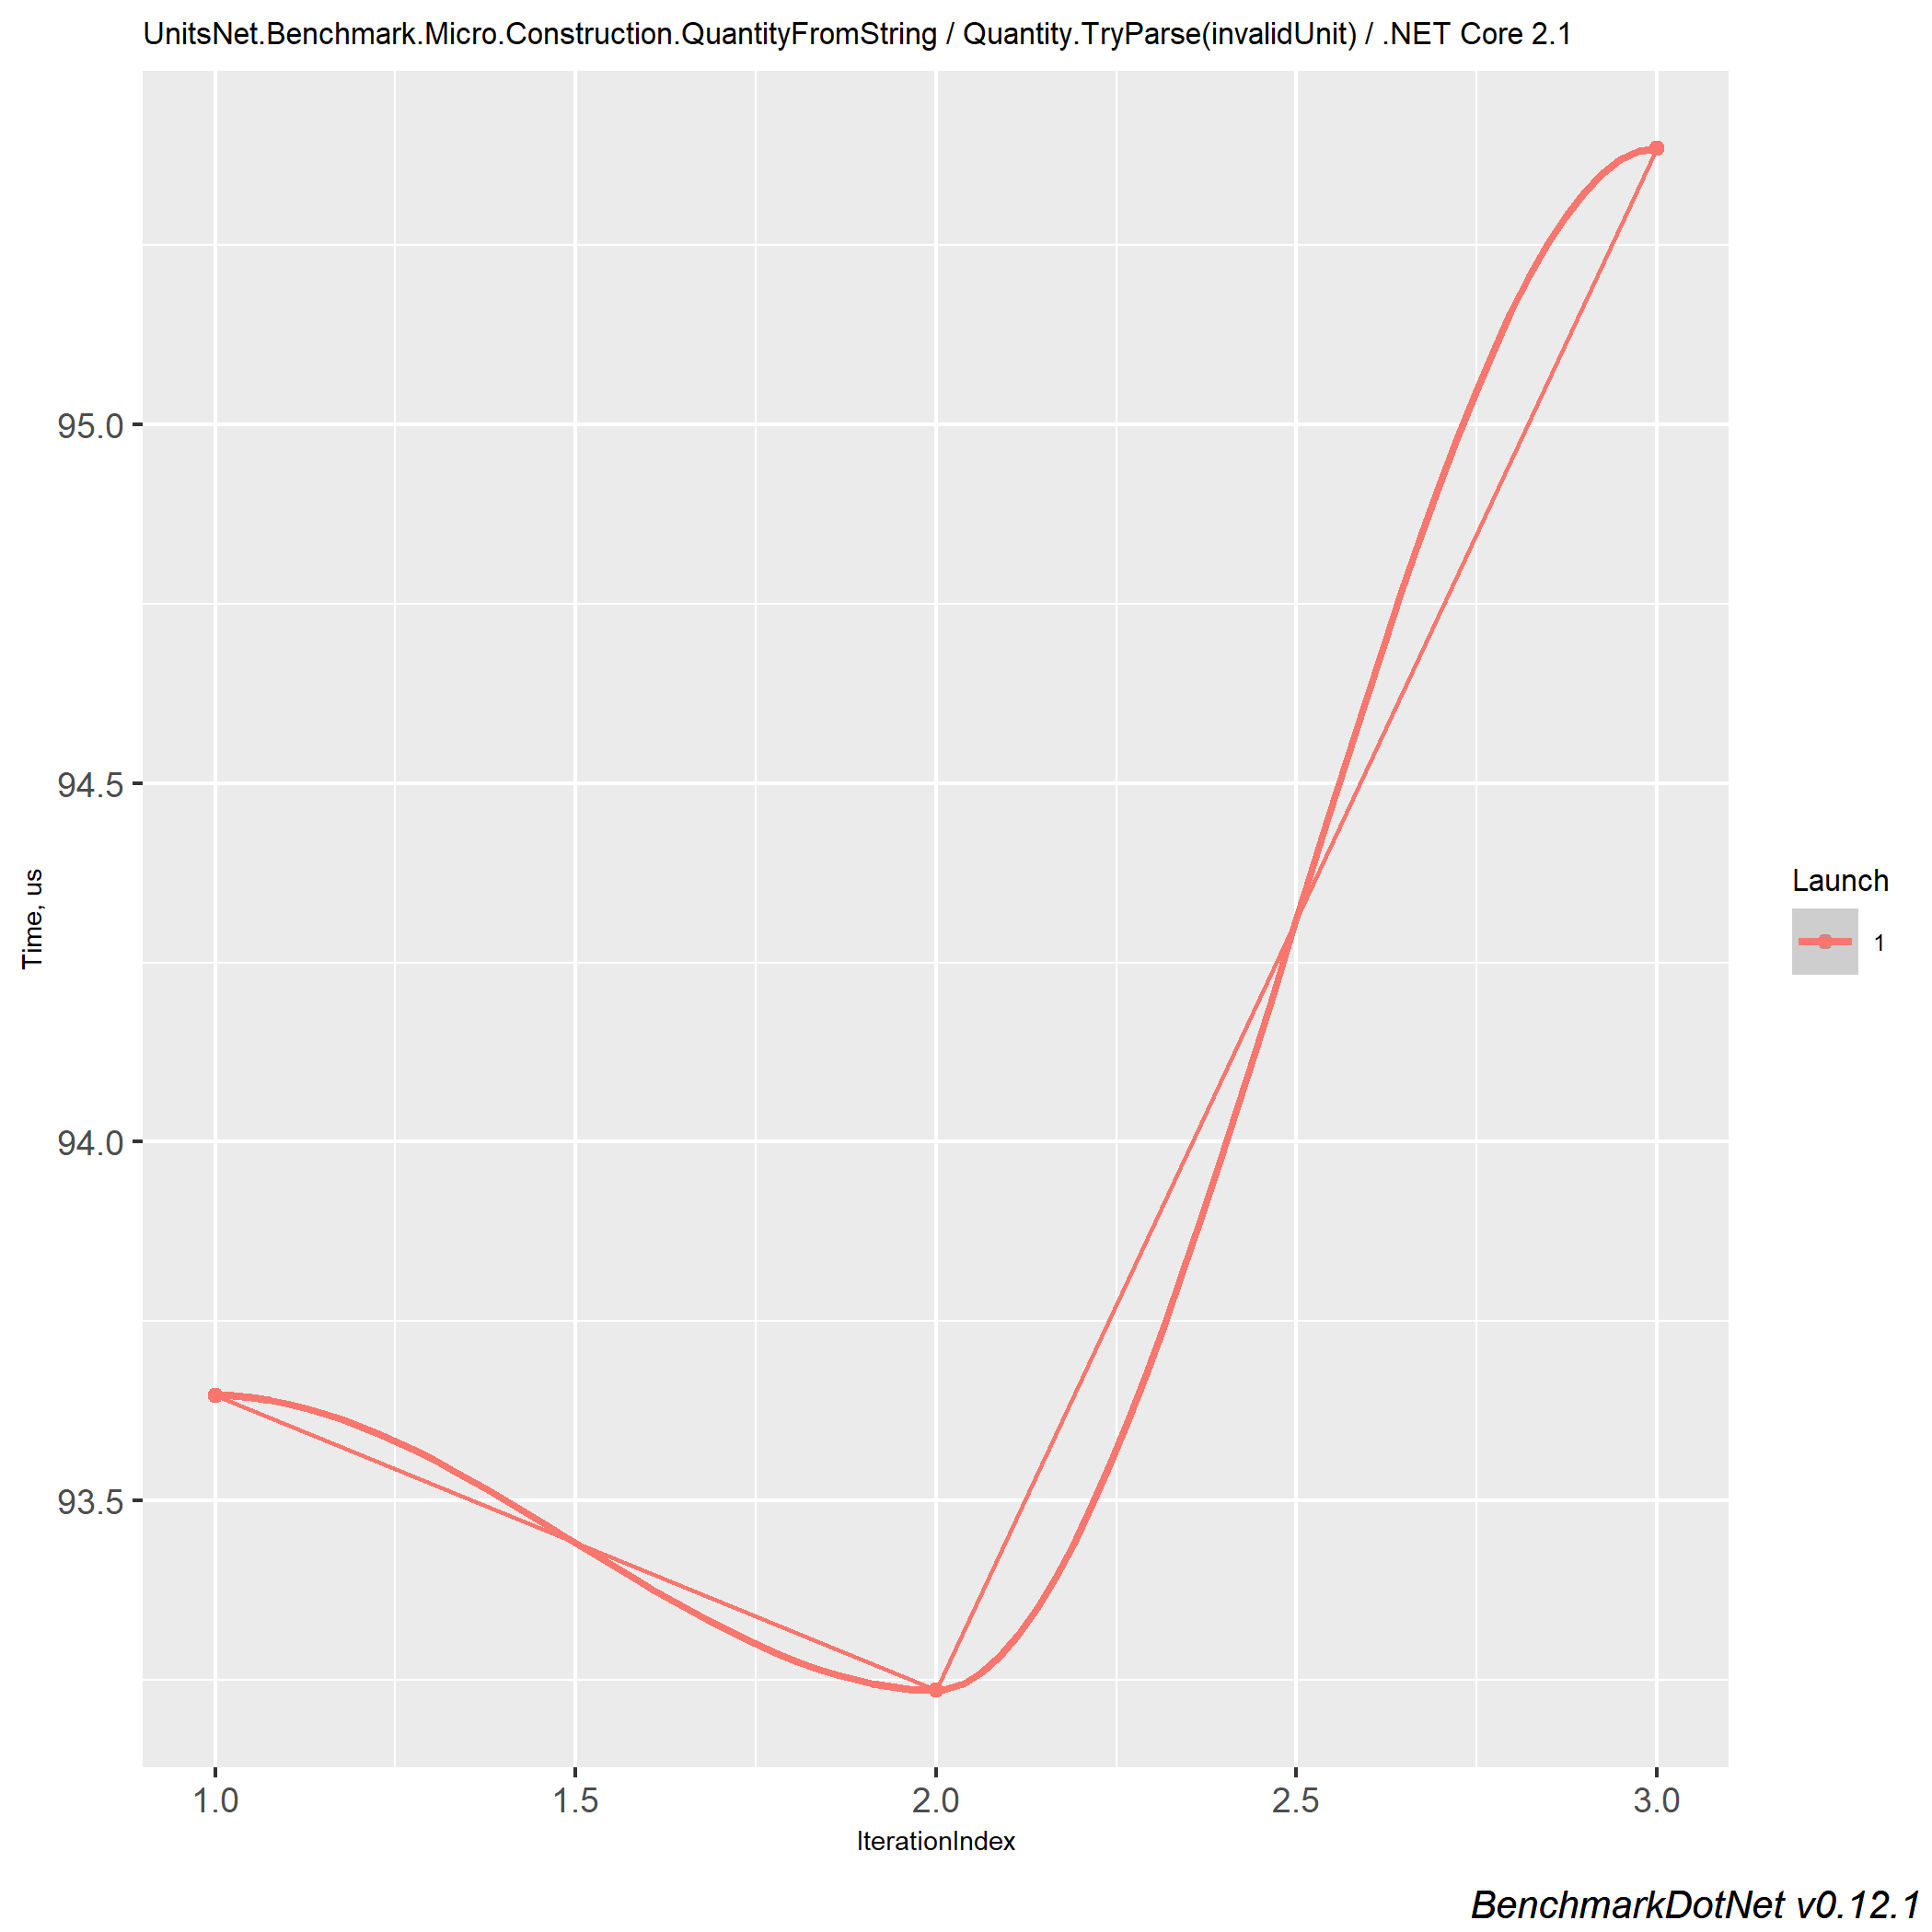 UnitsNet.Benchmark.Micro.Construction.QuantityFromString / Quantity.TryParse(invalidUnit) / .NET Core 2.1
95.0
94.5
94.0
93.5
Time, us
1.0 1.5 2.0 2.5 3.0
IterationIndex
Launch
1
BenchmarkDotNet v0.12.1